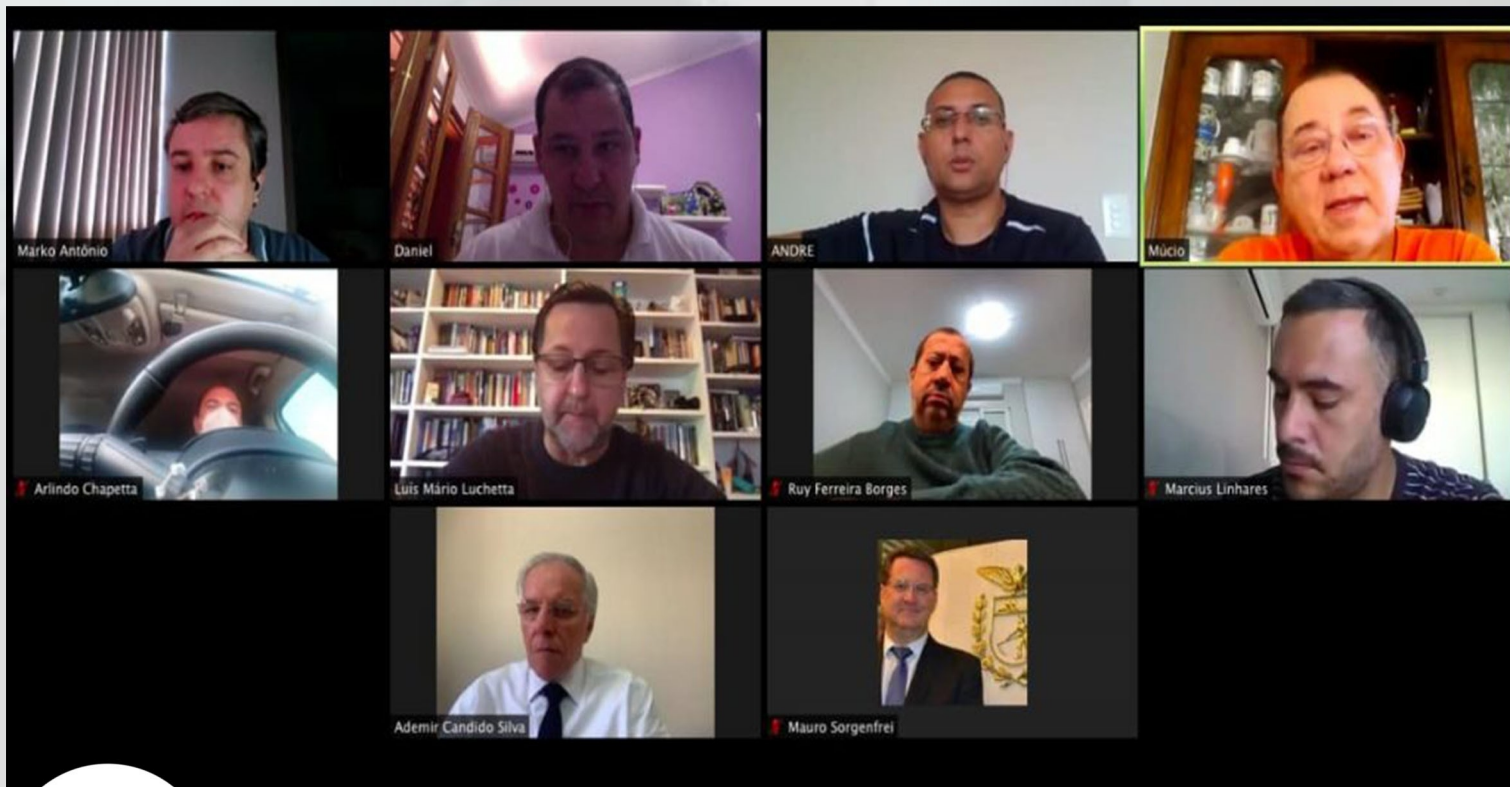 Marko Antônio
Daniel
ANDRE
Múcio
Arlindo Chapetta
Luís Mário Luchetta
Ruy Ferreira Borges
Marcius Linhares
Ademir Candido Silva
Mauro Sorgenfrei